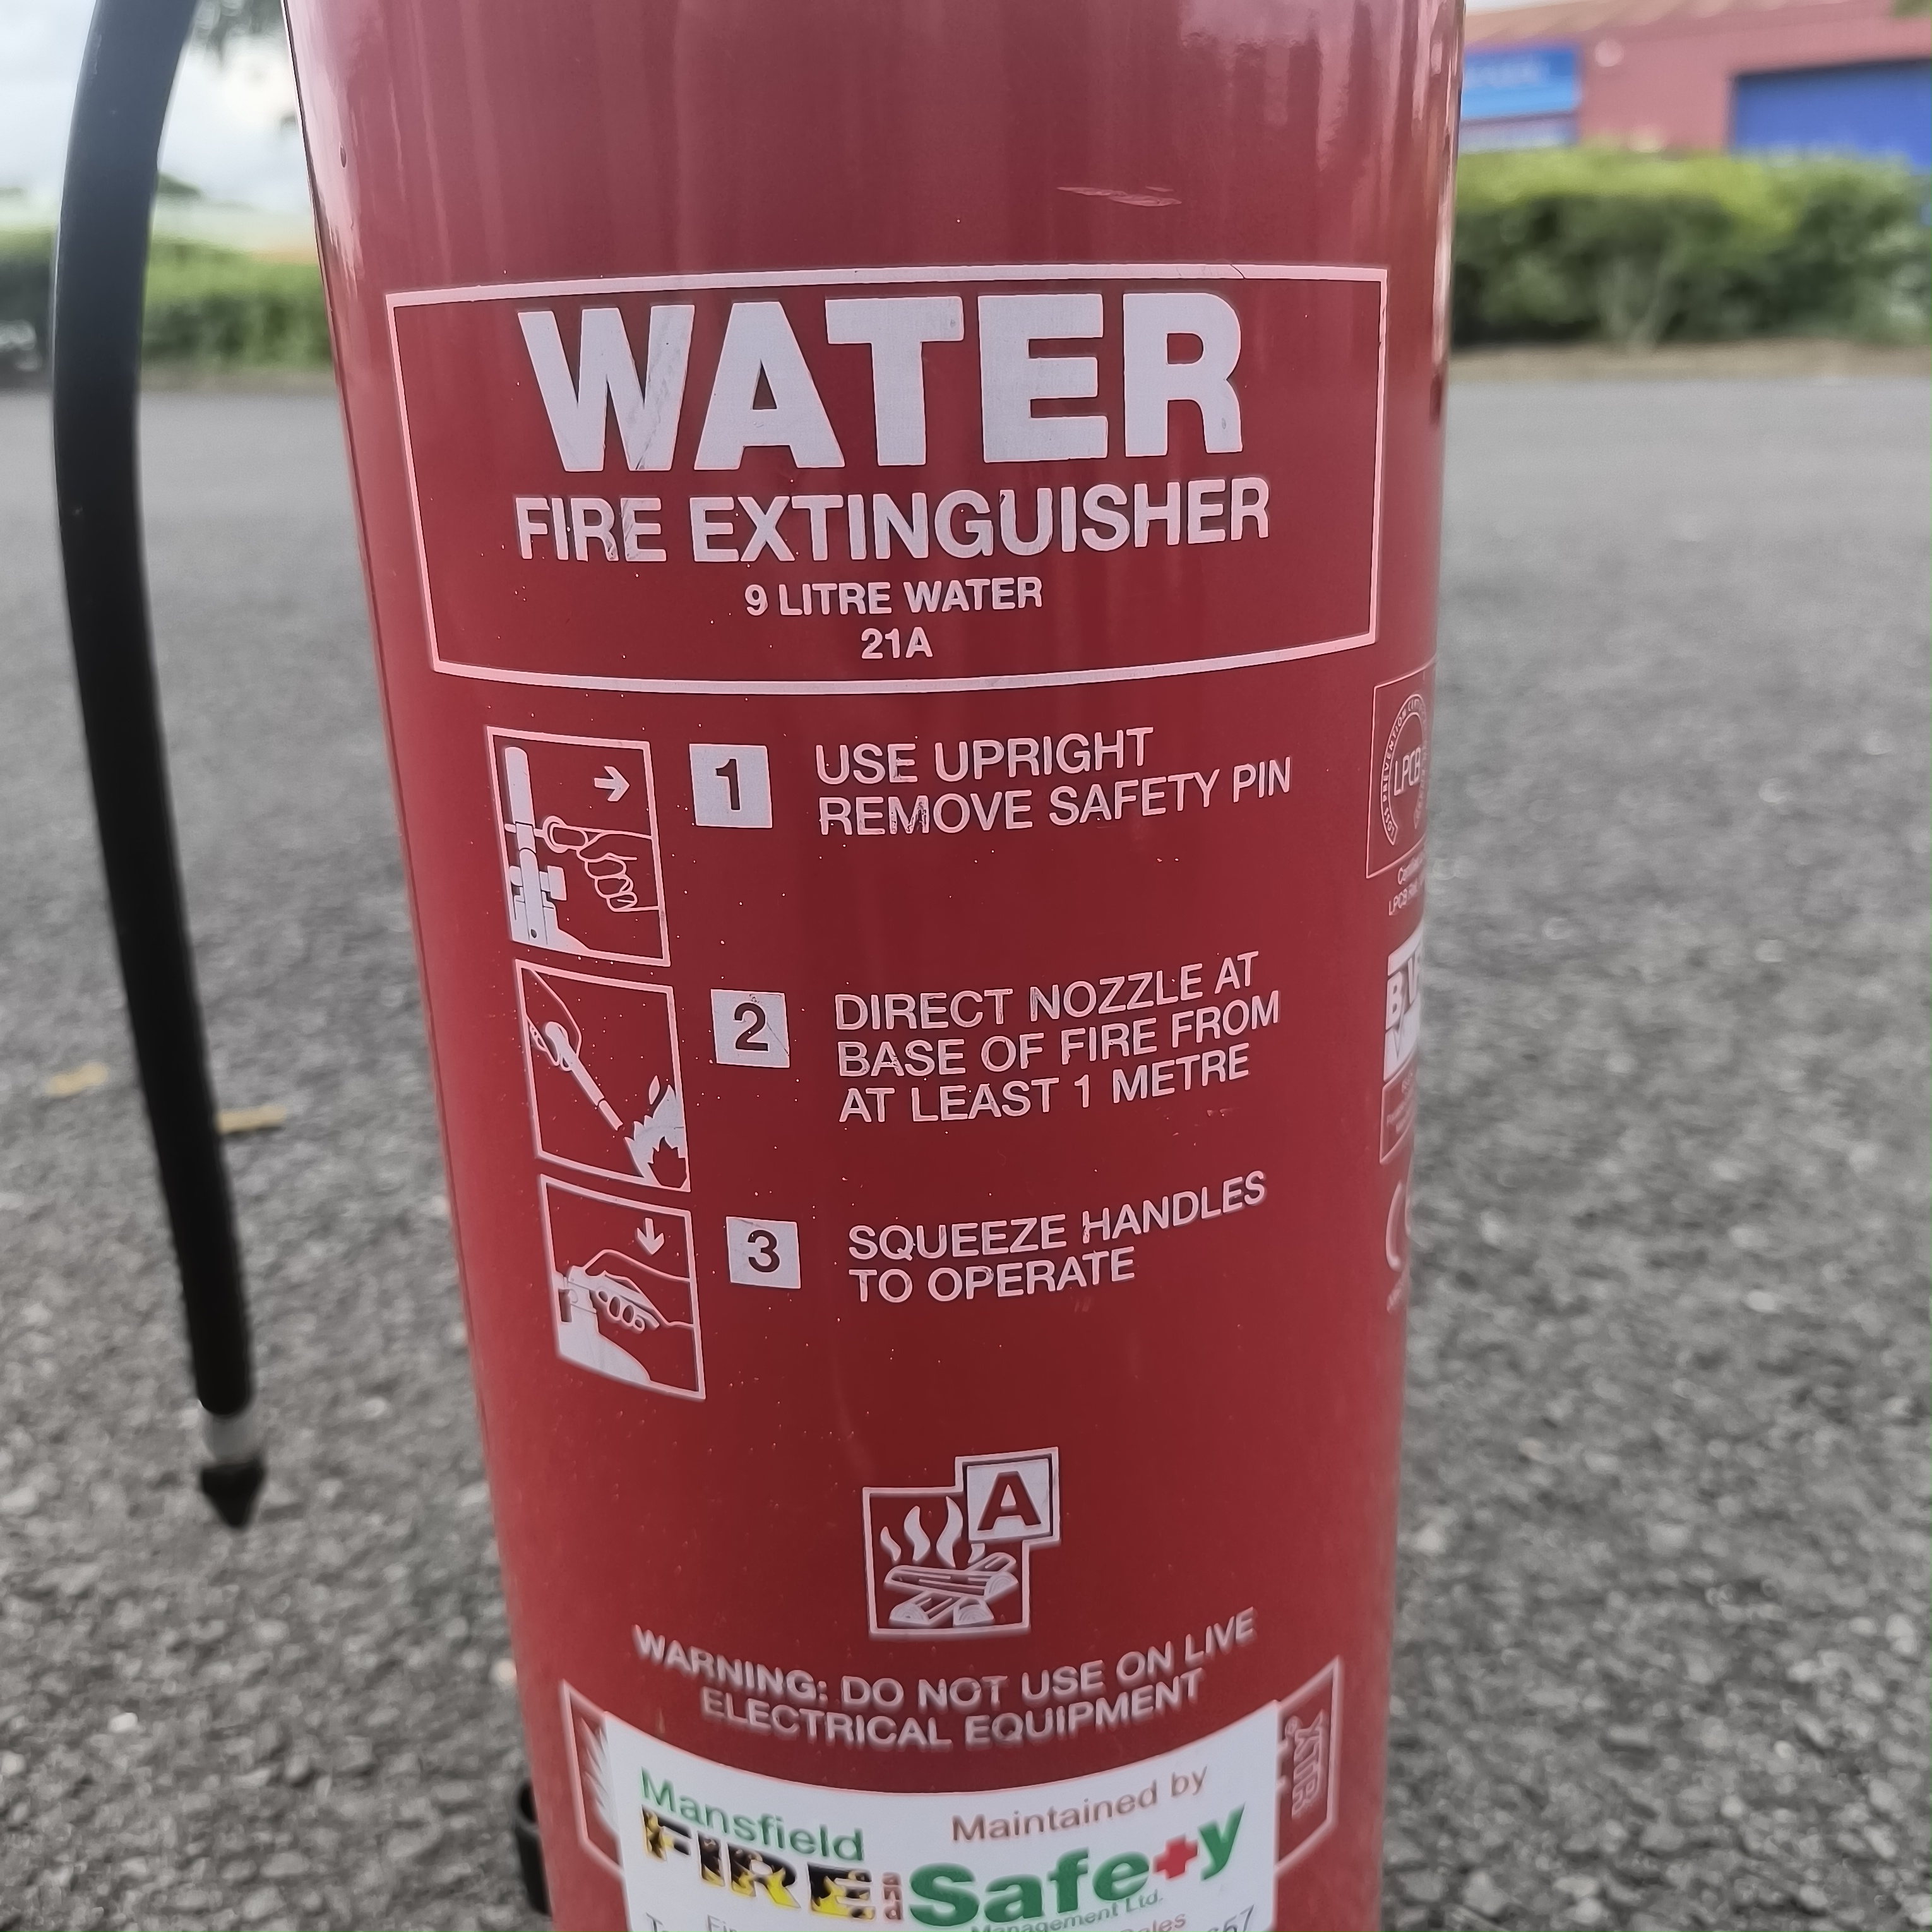 WATER
FIRE EXTINGUISHER
9 LITRE WATER
21A
1
USE UPRIGHT
REMOVE SAFETY PIN
2
DIRECT NOZZLE AT
BASE OF FIRE FROM
AT LEAST 1 METRE
3
SQUEEZE HANDLES
TO OPERATE
A
WARNING: DO NOT USE ON LIVE
ELECTRICAL EQUIPMENT
LPCB
LPCB
Mansfield
Maintained by
FIRE and Safety
Management Ltd.